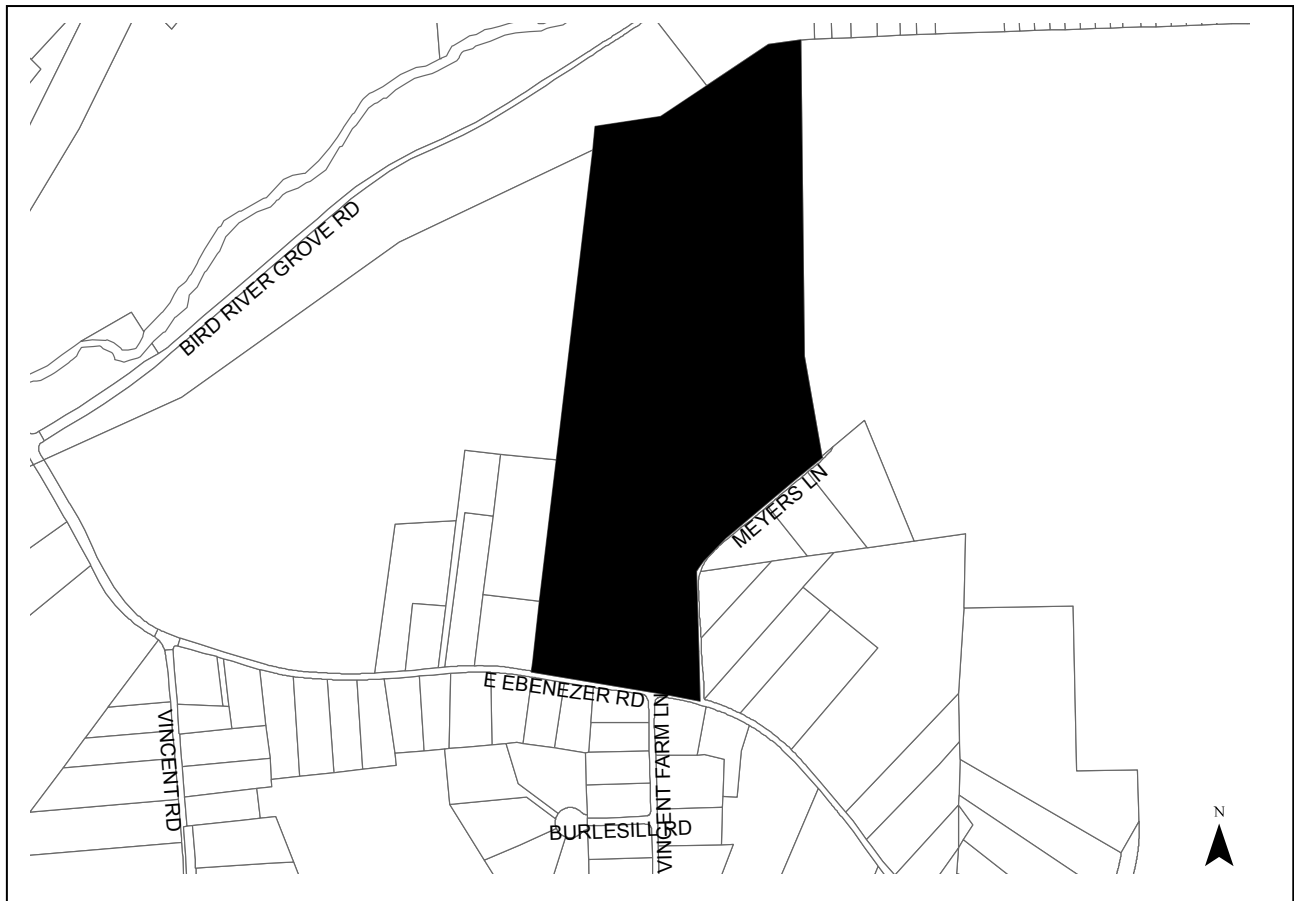 BIRD RIVER GROVE RD
MEYERS LN
E EBENEZER RD
VINCENT RD
VINCENT FARM LN
BURLESILL RD
N